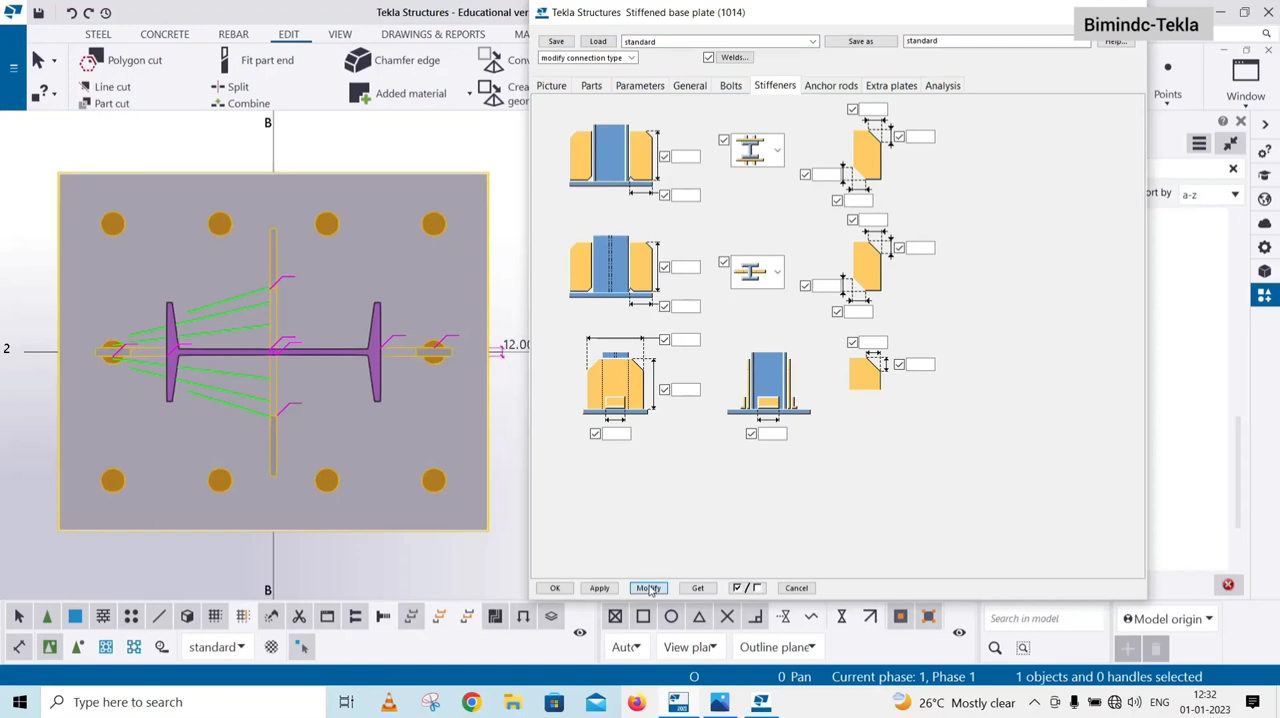 Tekla Structures - Educational ver
Tekla Structures Stiffened base plate (1014)
Bimindc-Tekla
STEEL CONCRETE REBAR EDIT VIEW DRAWINGS & REPORTS
Save Load standard Save as standard Help...
modify connection type Welds...
Polygon cut Fit part end Chamfer edge
Line cut Split Added material
Part cut Combine
Points Window
Picture Parts Parameters General Bolts Stiffeners Anchor rods Extra plates Analysis
B
a-z
2
12.00
B
OK Apply Modify Get Cancel
Search in model
Model origin
standard
View plan
Outline plane
O 0 Pan Current phase: 1, Phase 1 1 objects and 0 handles selected
Type here to search
26°C Mostly clear
ENG
12:32
01-01-2023